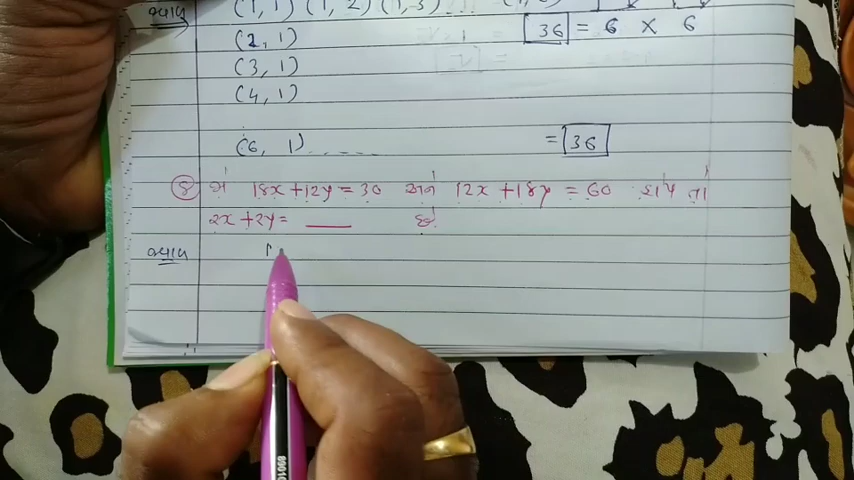 જવાબ (1, 1) (1, 2) (1, 3)
(2, 1) 36 = 6 x 6
(3, 1)
(4, 1)
(6, 1) ...... = 36
8 જો 18x + 12y = 30 અને 12x + 18y = 60 હોય તો
2x + 2y = ____ છે.
જવાબ